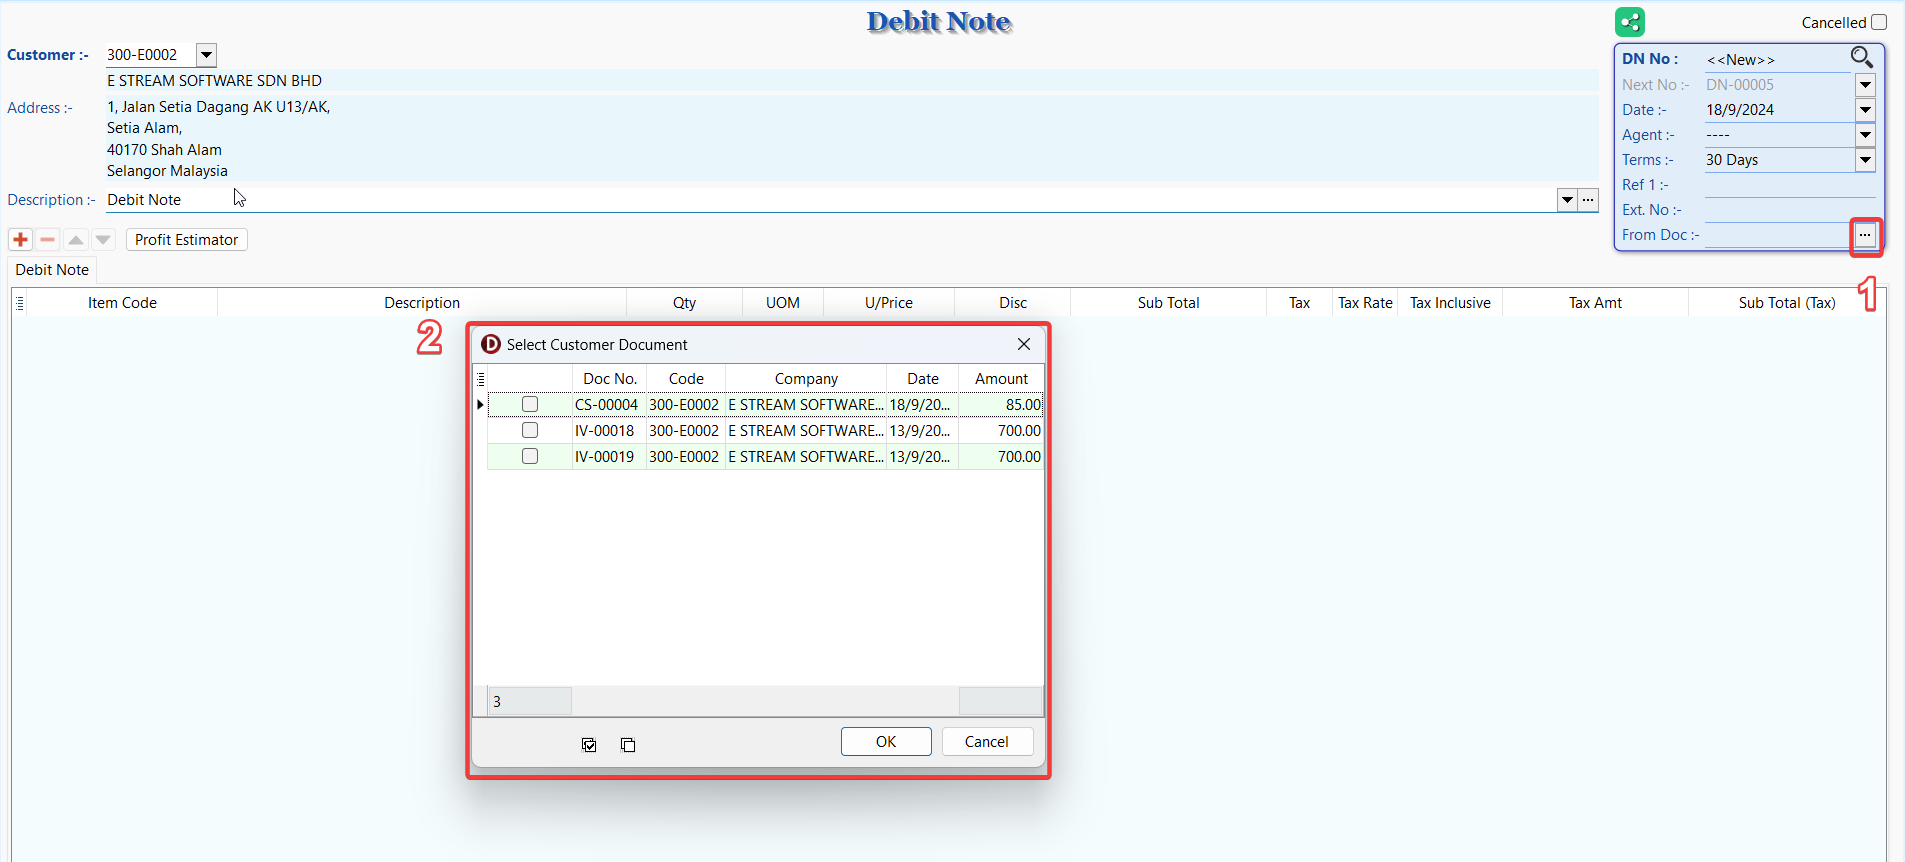 Debit Note
Cancelled
Customer :- 300-E0002
E STREAM SOFTWARE SDN BHD
Address :- 1, Jalan Setia Dagang AK U13/AK,
Setia Alam,
40170 Shah Alam
Selangor Malaysia
Description :- Debit Note
DN No : <<New>>
Next No :- DN-00005
Date :- 18/9/2024
Agent :- ----
Terms :- 30 Days
Ref 1 :-
Ext. No :-
From Doc :- ...
1
Profit Estimator
Debit Note
Item Code Description Qty UOM U/Price Disc Sub Total Tax Tax Rate Tax Inclusive Tax Amt Sub Total (Tax)
2
D Select Customer Document
Doc No. Code Company Date Amount
CS-00004 300-E0002 E STREAM SOFTWARE... 18/9/20... 85.00
IV-00018 300-E0002 E STREAM SOFTWARE... 13/9/20... 700.00
IV-00019 300-E0002 E STREAM SOFTWARE... 13/9/20... 700.00
3
OK Cancel